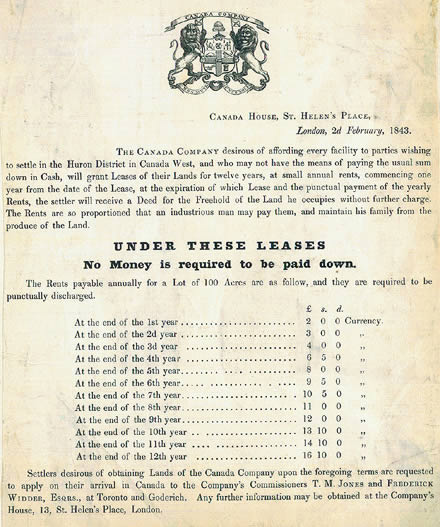 CANADA COMPANY
CANADA HOUSE, ST. HELEN'S PLACE,
London, 2d February, 1843.
THE CANADA COMPANY desirous of affording every facility to parties wishing
to settle in the Huron District in Canada West, and who may not have the means of paying the usual sum
down in Cash, will grant Leases of their Lands for twelve years, at small annual rents, commencing one
year from the date of the Lease, at the expiration of which Lease and the punctual payment of the yearly
Rents, the settler will receive a Deed for the Freehold of the Land he occupies without further charge.
The Rents are so proportioned that an industrious man may pay them, and maintain his family from the
produce of the Land.
UNDER THESE LEASES
No Money is required to be paid down.
The Rents payable annually for a Lot of 100 Acres are as follow, and they are required to be
punctually discharged.
£ s. d.
At the end of the 1st year .......................... 2 0 0 Currency.
At the end of the 2d year .......................... 3 0 0 „
At the end of the 3d year .......................... 4 0 0 „
At the end of the 4th year .......................... 6 5 0 „
At the end of the 5th year .......................... 8 0 0 „
At the end of the 6th year .......................... 9 5 0 „
At the end of the 7th year .......................... 10 5 0 „
At the end of the 8th year .......................... 11 0 0 „
At the end of the 9th year .......................... 12 0 0 „
At the end of the 10th year .......................... 13 10 0 „
At the end of the 11th year .......................... 14 10 0 „
At the end of the 12th year .......................... 16 10 0 „
Settlers desirous of obtaining Lands of the Canada Company upon the foregoing terms are requested
to apply on their arrival in Canada to the Company's Commissioners T. M. JONES and FREDERICK
WIDDER, ESQRS., at Toronto and Goderich. Any further information may be obtained at the Company's
House, 13, St. Helen's Place, London.